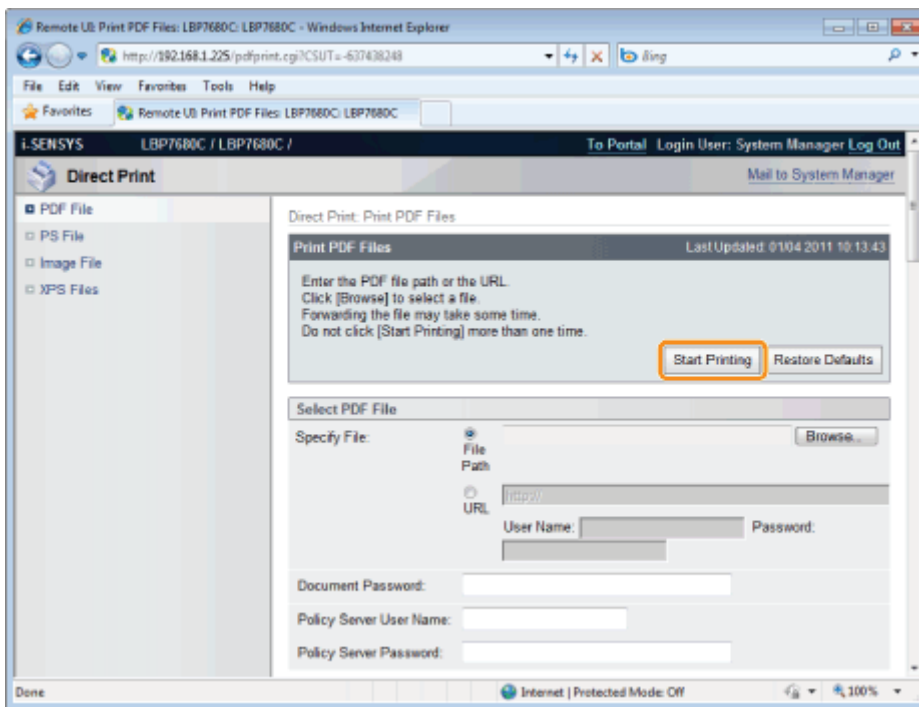 Remote UI: Print PDF Files: LBP7680C: LBP7680C - Windows Internet Explorer
http://192.168.1.225/pdfprint.cgi?CSUT=-637438248
Bing
File Edit View Favorites Tools Help
Favorites Remote UI: Print PDF Files: LBP7680C: LBP7680C
i-SENSYS LBP7680C / LBP7680C / To Portal Login User: System Manager Log Out
Direct Print Mail to System Manager
PDF File
PS File
Image File
XPS Files
Direct Print: Print PDF Files
Print PDF Files Last Updated: 01/04 2011 10:13:43
Enter the PDF file path or the URL.
Click [Browse] to select a file.
Forwarding the file may take some time.
Do not click [Start Printing] more than one time.
Start Printing Restore Defaults
Select PDF File
Specify File: File Path Browse...
URL http://
User Name: Password:
Document Password:
Policy Server User Name:
Policy Server Password:
Done Internet | Protected Mode: Off 100%